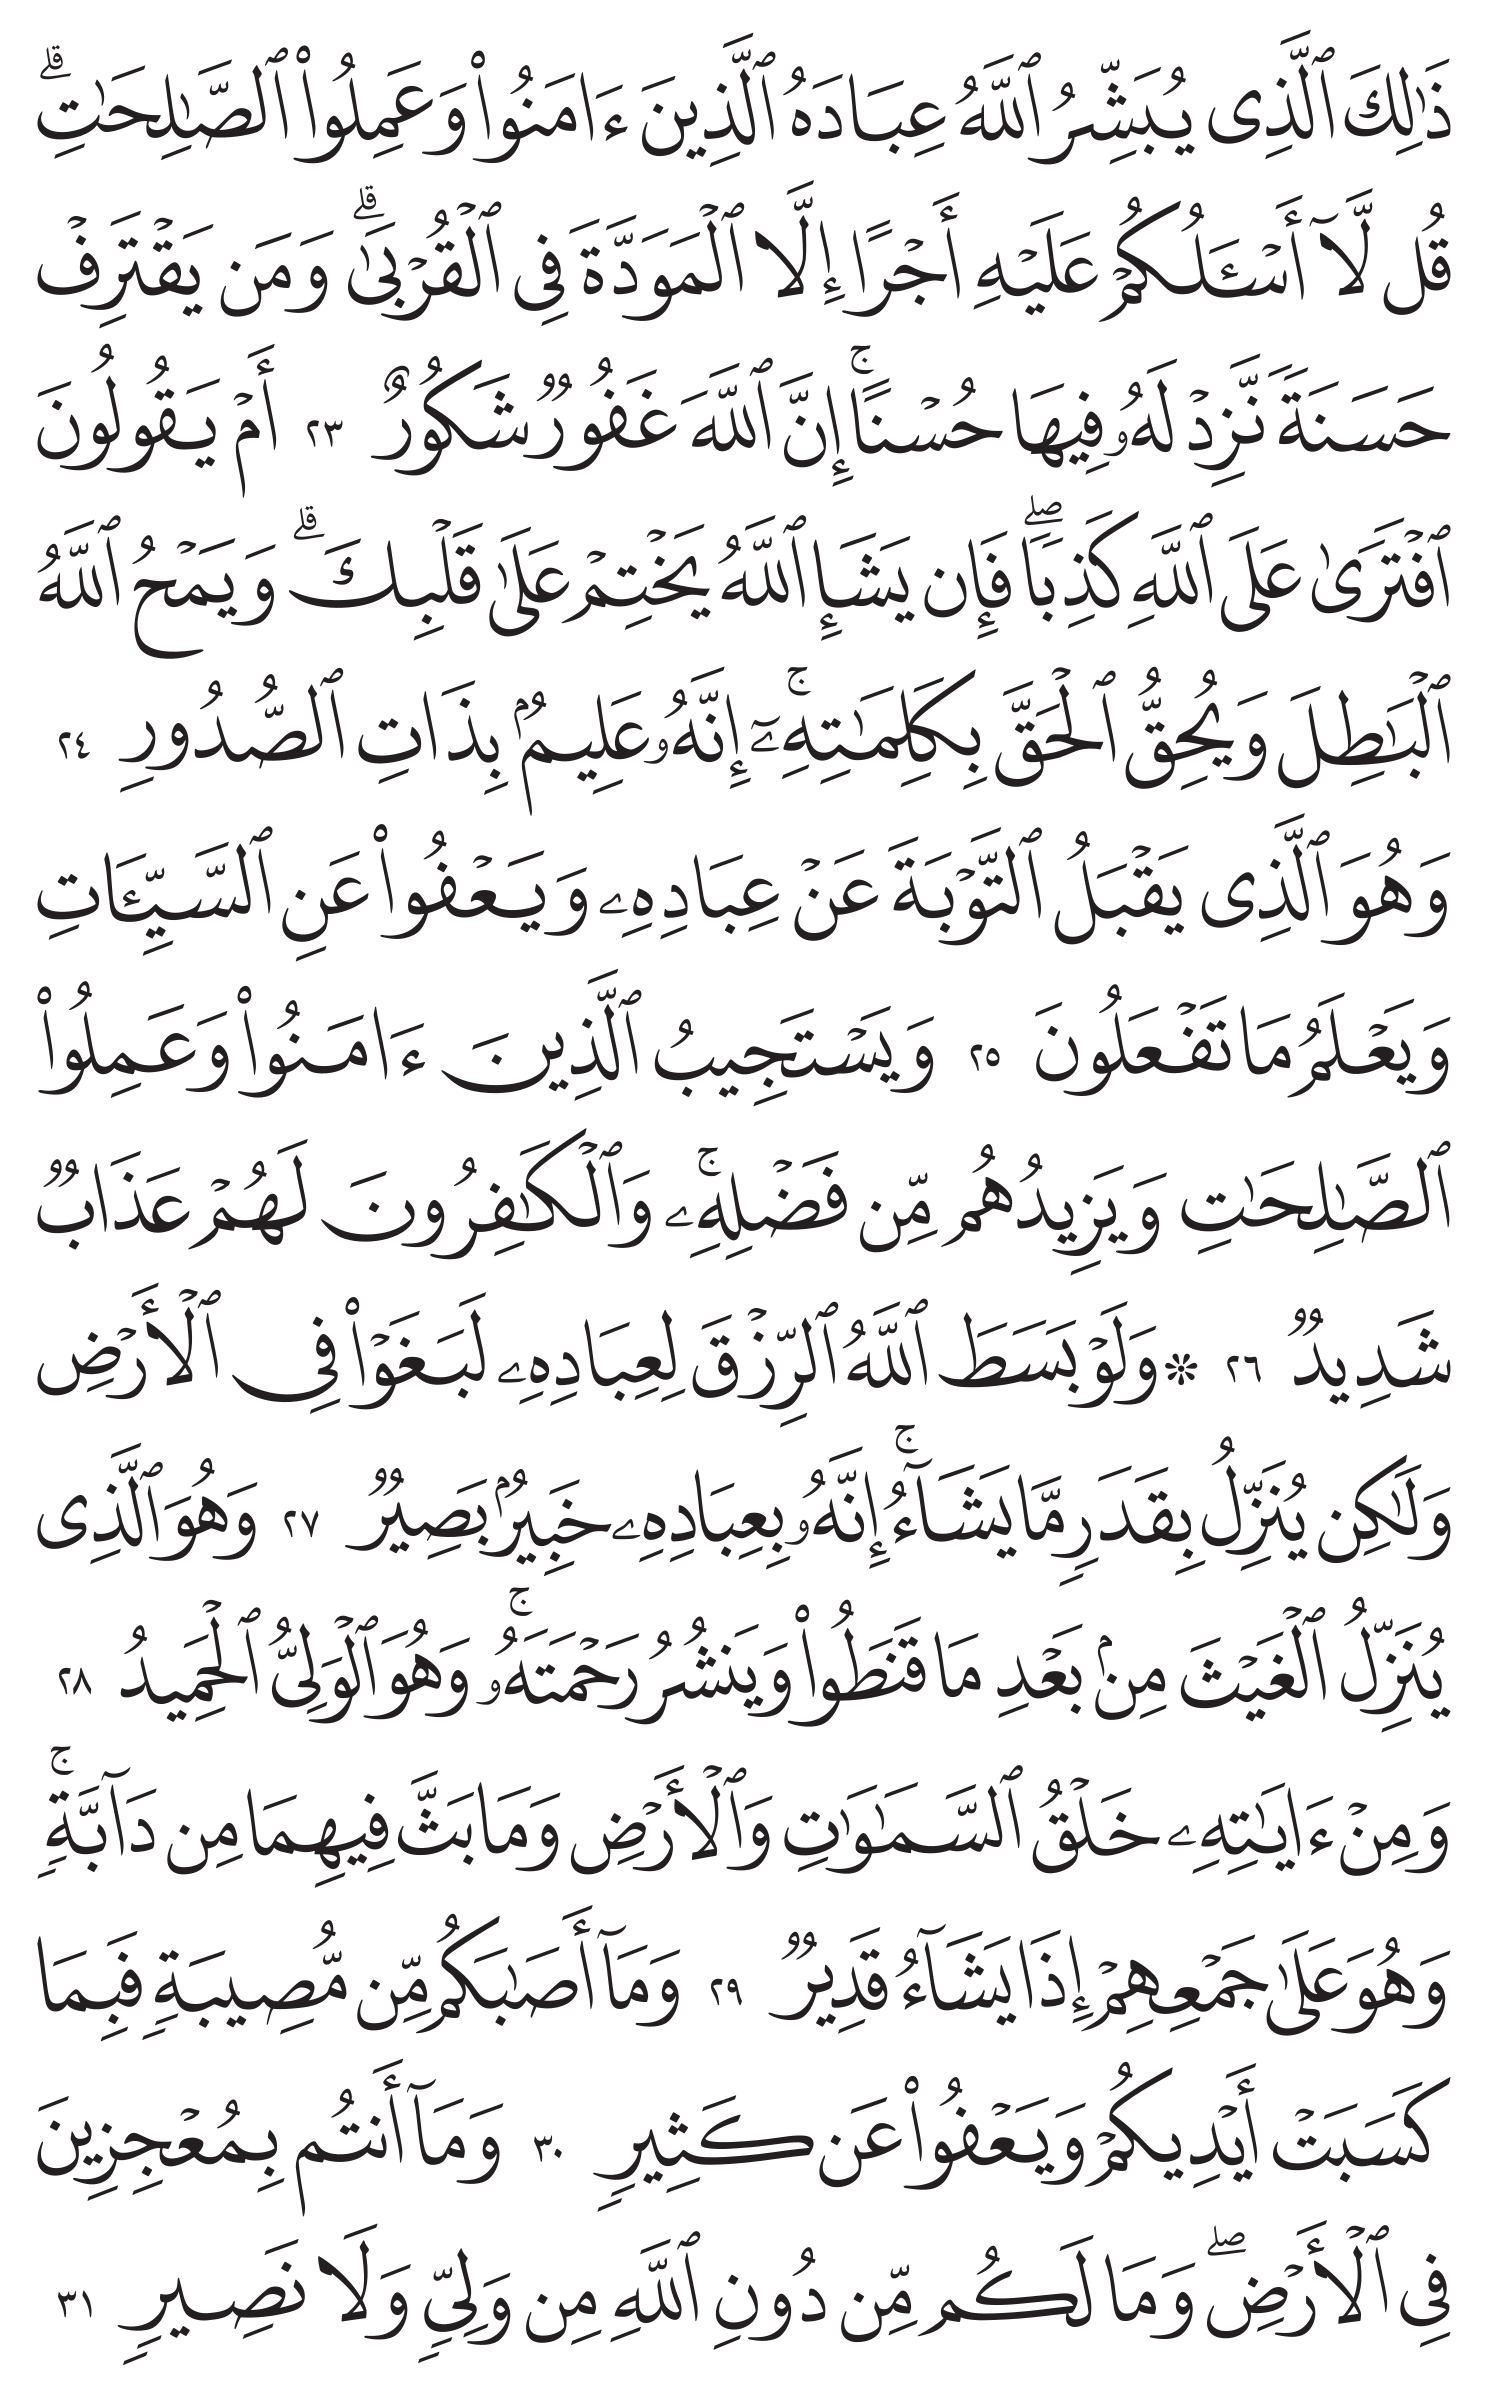 ذَٰلِكَ ٱلَّذِى يُبَشِّرُ ٱللَّهُ عِبَادَهُ ٱلَّذِينَ ءَامَنُوا۟ وَعَمِلُوا۟ ٱلصَّـٰلِحَـٰتِ ۗ
قُل لَّآ أَسْـَٔلُكُمْ عَلَيْهِ أَجْرًا إِلَّا ٱلْمَوَدَّةَ فِى ٱلْقُرْبَىٰ ۗ وَمَن يَقْتَرِفْ
حَسَنَةً نَّزِدْ لَهُۥ فِيهَا حُسْنًا ۚ إِنَّ ٱللَّهَ غَفُورٌ شَكُورٌ ٢٣ أَمْ يَقُولُونَ
ٱفْتَرَىٰ عَلَى ٱللَّهِ كَذِبًا ۖ فَإِن يَشَإِ ٱللَّهُ يَخْتِمْ عَلَىٰ قَلْبِكَ ۗ وَيَمْحُ ٱللَّهُ
ٱلْبَـٰطِلَ وَيُحِقُّ ٱلْحَقَّ بِكَلِمَـٰتِهِۦٓ ۚ إِنَّهُۥ عَلِيمٌۢ بِذَاتِ ٱلصُّدُورِ ٢٤
وَهُوَ ٱلَّذِى يَقْبَلُ ٱلتَّوْبَةَ عَنْ عِبَادِهِۦ وَيَعْفُوا۟ عَنِ ٱلسَّيِّـَٔاتِ
وَيَعْلَمُ مَا تَفْعَلُونَ ٢٥ وَيَسْتَجِيبُ ٱلَّذِينَ ءَامَنُوا۟ وَعَمِلُوا۟
ٱلصَّـٰلِحَـٰتِ وَيَزِيدُهُم مِّن فَضْلِهِۦ ۚ وَٱلْكَـٰفِرُونَ لَهُمْ عَذَابٌ
شَدِيدٌ ٢٦ ۞ وَلَوْ بَسَطَ ٱللَّهُ ٱلرِّزْقَ لِعِبَادِهِۦ لَبَغَوْا۟ فِى ٱلْأَرْضِ
وَلَـٰكِن يُنَزِّلُ بِقَدَرٍ مَّا يَشَآءُ ۚ إِنَّهُۥ بِعِبَادِهِۦ خَبِيرٌۢ بَصِيرٌ ٢٧ وَهُوَ ٱلَّذِى
يُنَزِّلُ ٱلْغَيْثَ مِنۢ بَعْدِ مَا قَنَطُوا۟ وَيَنشُرُ رَحْمَتَهُۥ ۚ وَهُوَ ٱلْوَلِىُّ ٱلْحَمِيدُ ٢٨
وَمِنْ ءَايَـٰتِهِۦ خَلْقُ ٱلسَّمَـٰوَٰتِ وَٱلْأَرْضِ وَمَا بَثَّ فِيهِمَا مِن دَآبَّةٍ ۚ
وَهُوَ عَلَىٰ جَمْعِهِمْ إِذَا يَشَآءُ قَدِيرٌ ٢٩ وَمَآ أَصَـٰبَكُم مِّن مُّصِيبَةٍ فَبِمَا
كَسَبَتْ أَيْدِيكُمْ وَيَعْفُوا۟ عَن كَثِيرٍ ٣٠ وَمَآ أَنتُم بِمُعْجِزِينَ
فِى ٱلْأَرْضِ ۖ وَمَا لَكُم مِّن دُونِ ٱللَّهِ مِن وَلِىٍّ وَلَا نَصِيرٍ ٣١